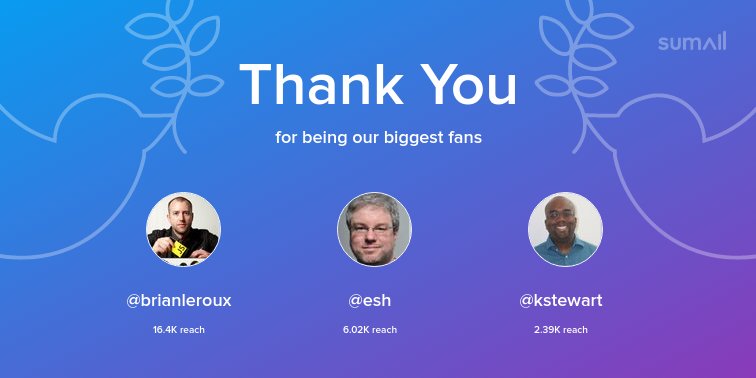 sumall
Thank You
for being our biggest fans
@brianleroux
@esh
@kstewart
16.4K reach
6.02K reach
2.39K reach